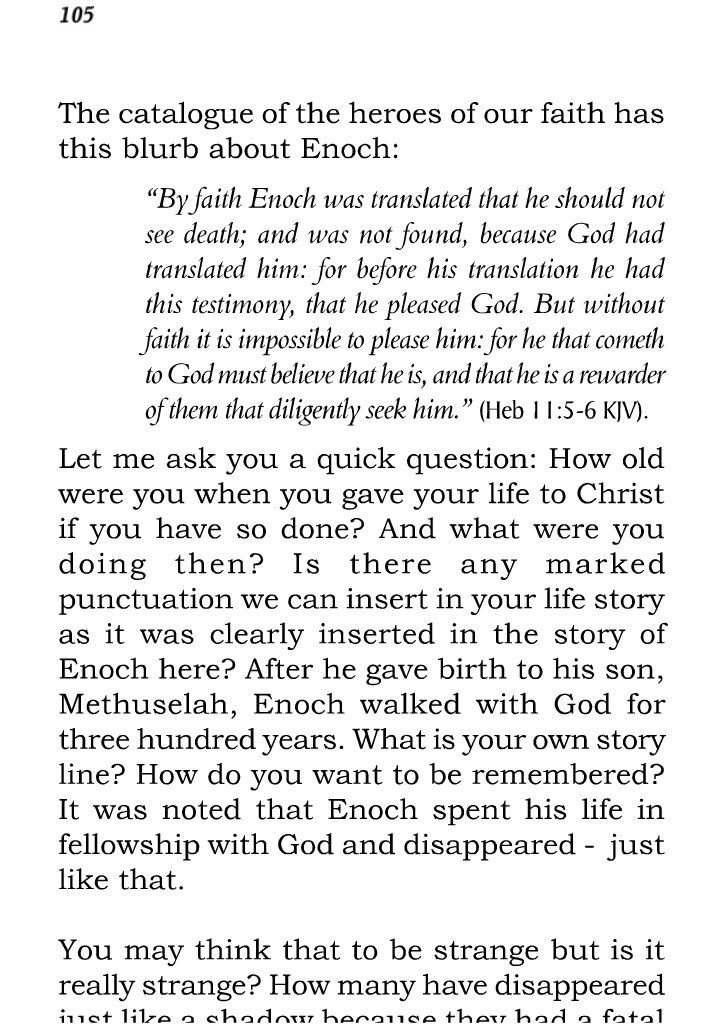 105
The catalogue of the heroes of our faith has
this blurb about Enoch:
“By faith Enoch was translated that he should not
see death; and was not found, because God had
translated him: for before his translation he had
this testimony, that he pleased God. But without
faith it is impossible to please him: for he that cometh
to God must believe that he is, and that he is a rewarder
of them that diligently seek him.” (Heb 11:5-6 KJV).
Let me ask you a quick question: How old
were you when you gave your life to Christ
if you have so done? And what were you
doing then? Is there any marked
punctuation we can insert in your life story
as it was clearly inserted in the story of
Enoch here? After he gave birth to his son,
Methuselah, Enoch walked with God for
three hundred years. What is your own story
line? How do you want to be remembered?
It was noted that Enoch spent his life in
fellowship with God and disappeared - just
like that.
You may think that to be strange but is it
really strange? How many have disappeared
just like a shadow because they had a fatal